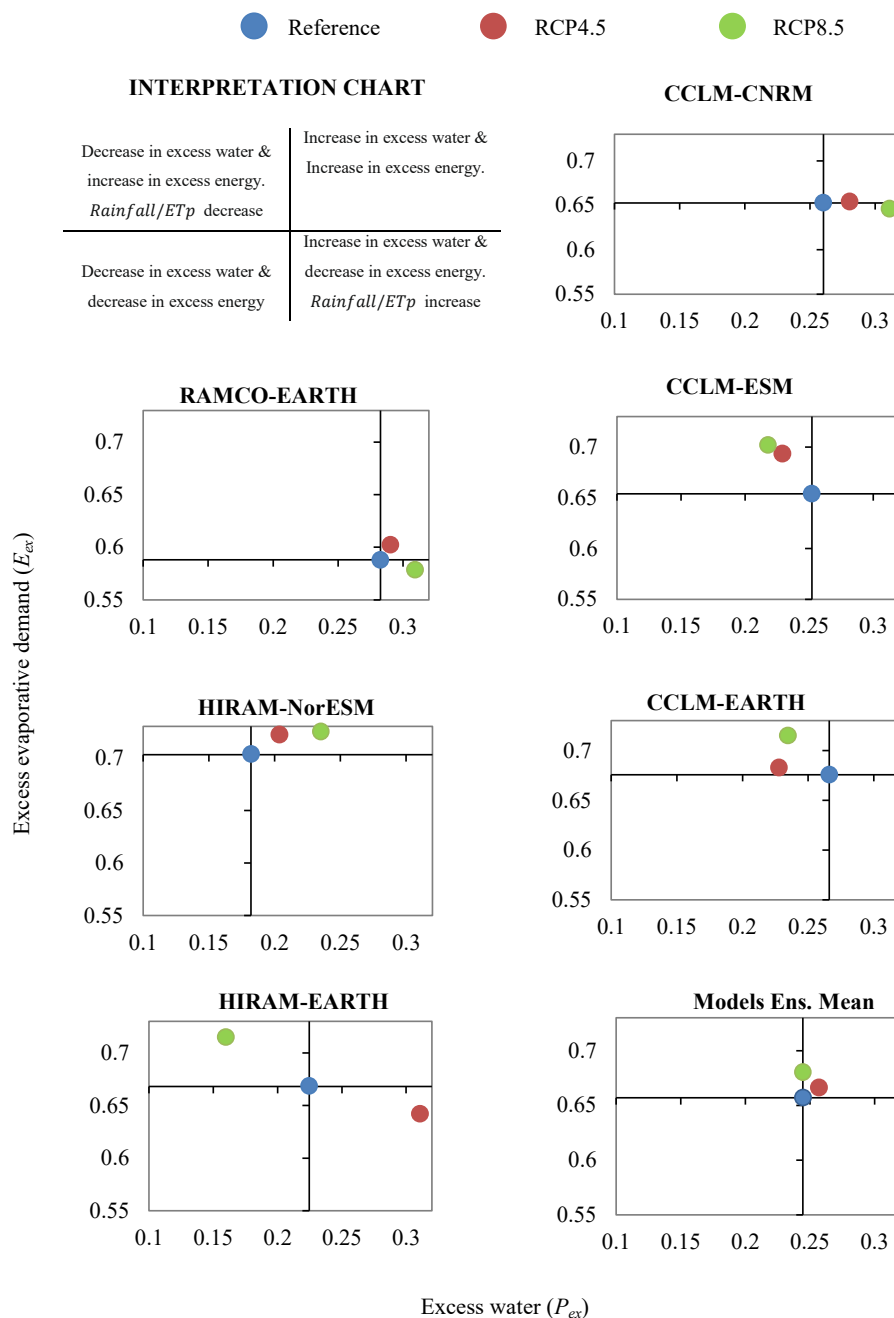 Reference RCP4.5 RCP8.5
INTERPRETATION CHART
Decrease in excess water &
increase in excess energy.
Rainfall/ETp decrease
Increase in excess water &
Increase in excess energy.
Decrease in excess water &
decrease in excess energy
Increase in excess water &
decrease in excess energy.
Rainfall/ETp increase
CCLM-CNRM
0.7
0.65
0.6
0.55
0.1 0.15 0.2 0.25 0.3
RAMCO-EARTH
0.7
0.65
0.6
0.55
0.1 0.15 0.2 0.25 0.3
CCLM-ESM
0.7
0.65
0.6
0.55
0.1 0.15 0.2 0.25 0.3
Excess evaporative demand (Eex)
HIRAM-NorESM
0.7
0.65
0.6
0.55
0.1 0.15 0.2 0.25 0.3
CCLM-EARTH
0.7
0.65
0.6
0.55
0.1 0.15 0.2 0.25 0.3
HIRAM-EARTH
0.7
0.65
0.6
0.55
0.1 0.15 0.2 0.25 0.3
Models Ens. Mean
0.7
0.65
0.6
0.55
0.1 0.15 0.2 0.25 0.3
Excess water (Pex)